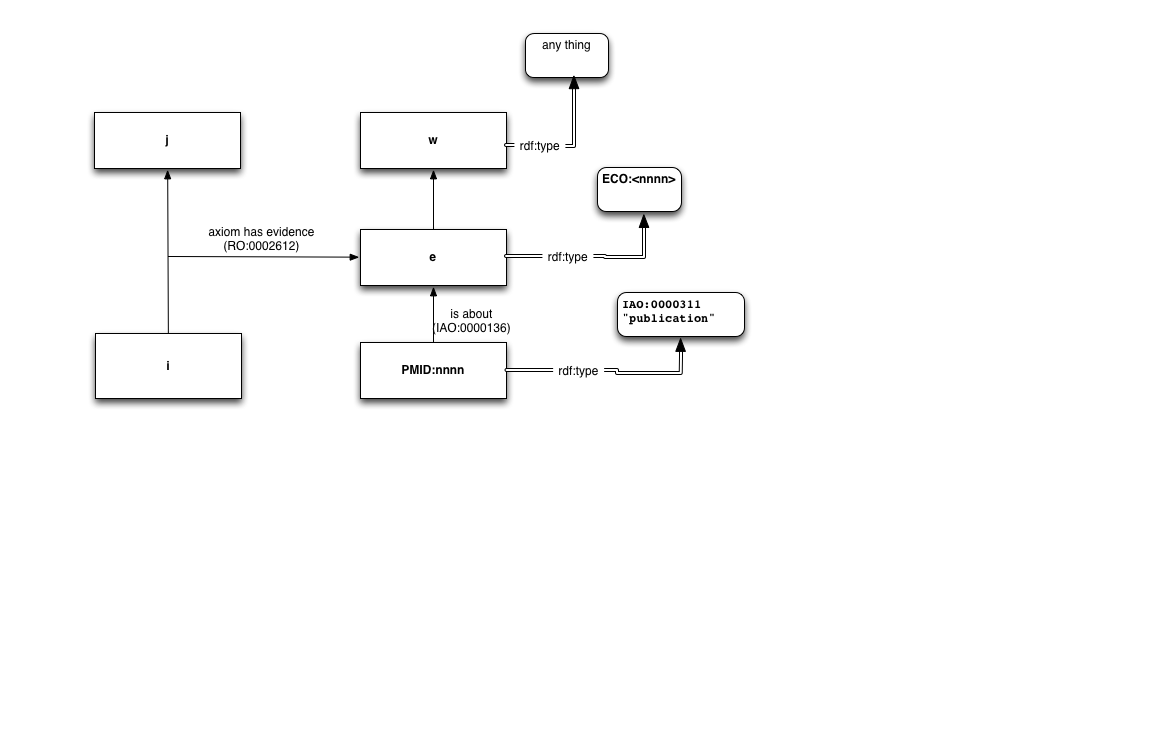 any thing
j
w
rdf:type
ECO:<nnnn>
axiom has evidence
(RO:0002612)
e
rdf:type
is about
(IAO:0000136)
IAO:0000311
"publication"
i
PMID:nnnn
rdf:type